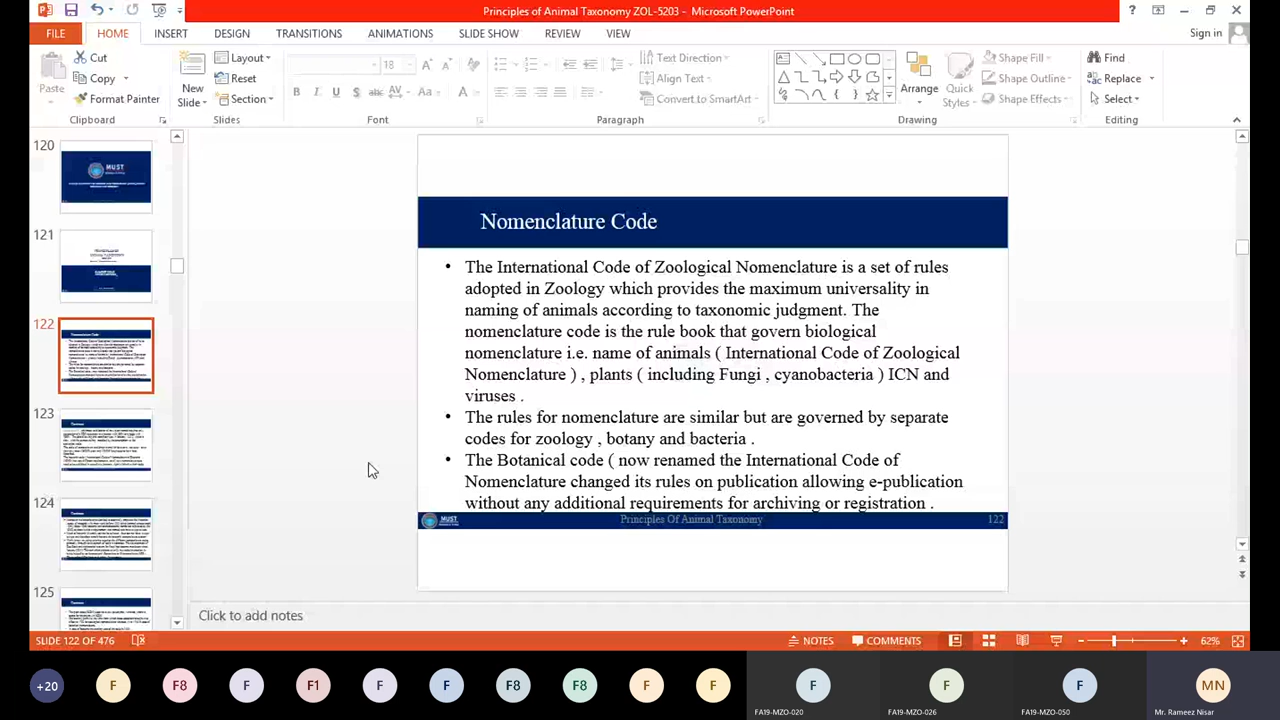 Principles of Animal Taxonomy ZOL-5203 - Microsoft PowerPoint
FILE HOME INSERT DESIGN TRANSITIONS ANIMATIONS SLIDE SHOW REVIEW VIEW Sign in
Paste Cut Copy Format Painter
Clipboard
New Slide Layout Reset Section
Slides
18
Font
Text Direction Align Text Convert to SmartArt
Paragraph
Arrange Quick Styles Shape Fill Shape Outline Shape Effects
Drawing
Find Replace Select
Editing
120
MUST
121
122
123
124
125
Nomenclature Code
• The International Code of Zoological Nomenclature is a set of rules
adopted in Zoology which provides the maximum universality in
naming of animals according to taxonomic judgment. The
nomenclature code is the rule book that govern biological
nomenclature i.e. name of animals ( International Code of Zoological
Nomenclature ) , plants ( including Fungi , cyanobacteria ) ICN and
viruses .
• The rules for nomenclature are similar but are governed by separate
codes for zoology , botany and bacteria .
• The Botanical code ( now renamed the International Code of
Nomenclature changed its rules on publication allowing e-publication
without any additional requirements for archiving or registration .
MUST Principles Of Animal Taxonomy 122
Click to add notes
SLIDE 122 OF 476 NOTES COMMENTS 62%
+20 F F8 F F1 F F F8 F8 F F F F F MN
FA19-MZO-020 FA19-MZO-026 FA19-MZO-050 Mr. Rameez Nisar